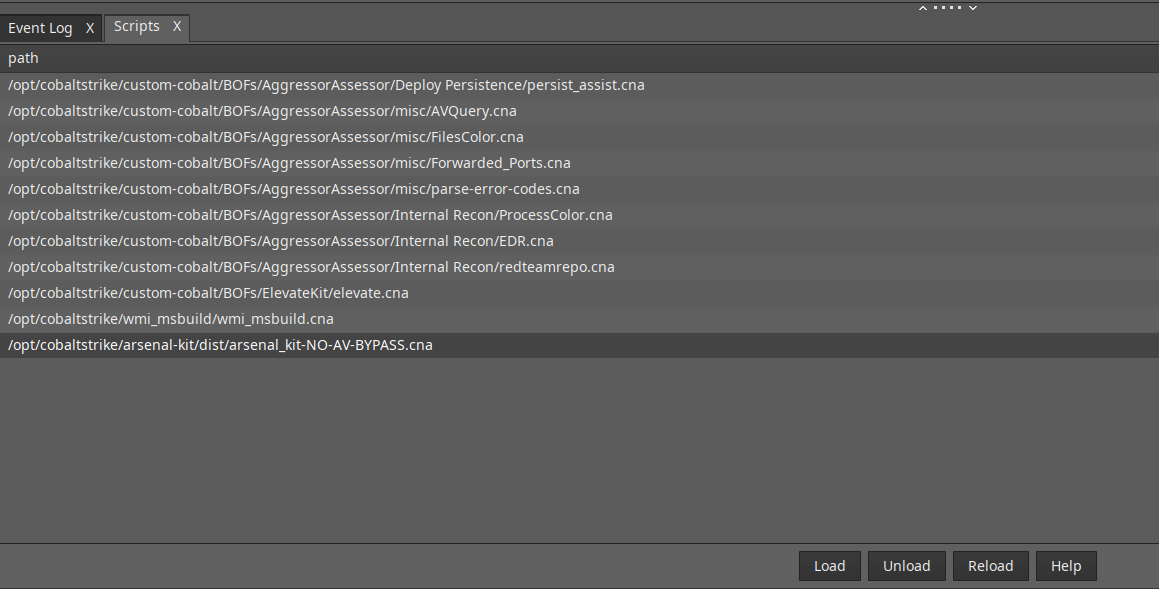 Event Log X Scripts X
path
/opt/cobaltstrike/custom-cobalt/BOFs/AggressorAssessor/Deploy Persistence/persist_assist.cna
/opt/cobaltstrike/custom-cobalt/BOFs/AggressorAssessor/misc/AVQuery.cna
/opt/cobaltstrike/custom-cobalt/BOFs/AggressorAssessor/misc/FilesColor.cna
/opt/cobaltstrike/custom-cobalt/BOFs/AggressorAssessor/misc/Forwarded_Ports.cna
/opt/cobaltstrike/custom-cobalt/BOFs/AggressorAssessor/misc/parse-error-codes.cna
/opt/cobaltstrike/custom-cobalt/BOFs/AggressorAssessor/Internal Recon/ProcessColor.cna
/opt/cobaltstrike/custom-cobalt/BOFs/AggressorAssessor/Internal Recon/EDR.cna
/opt/cobaltstrike/custom-cobalt/BOFs/AggressorAssessor/Internal Recon/redteamrepo.cna
/opt/cobaltstrike/custom-cobalt/BOFs/ElevateKit/elevate.cna
/opt/cobaltstrike/wmi_msbuild/wmi_msbuild.cna
/opt/cobaltstrike/arsenal-kit/dist/arsenal_kit-NO-AV-BYPASS.cna
Load Unload Reload Help